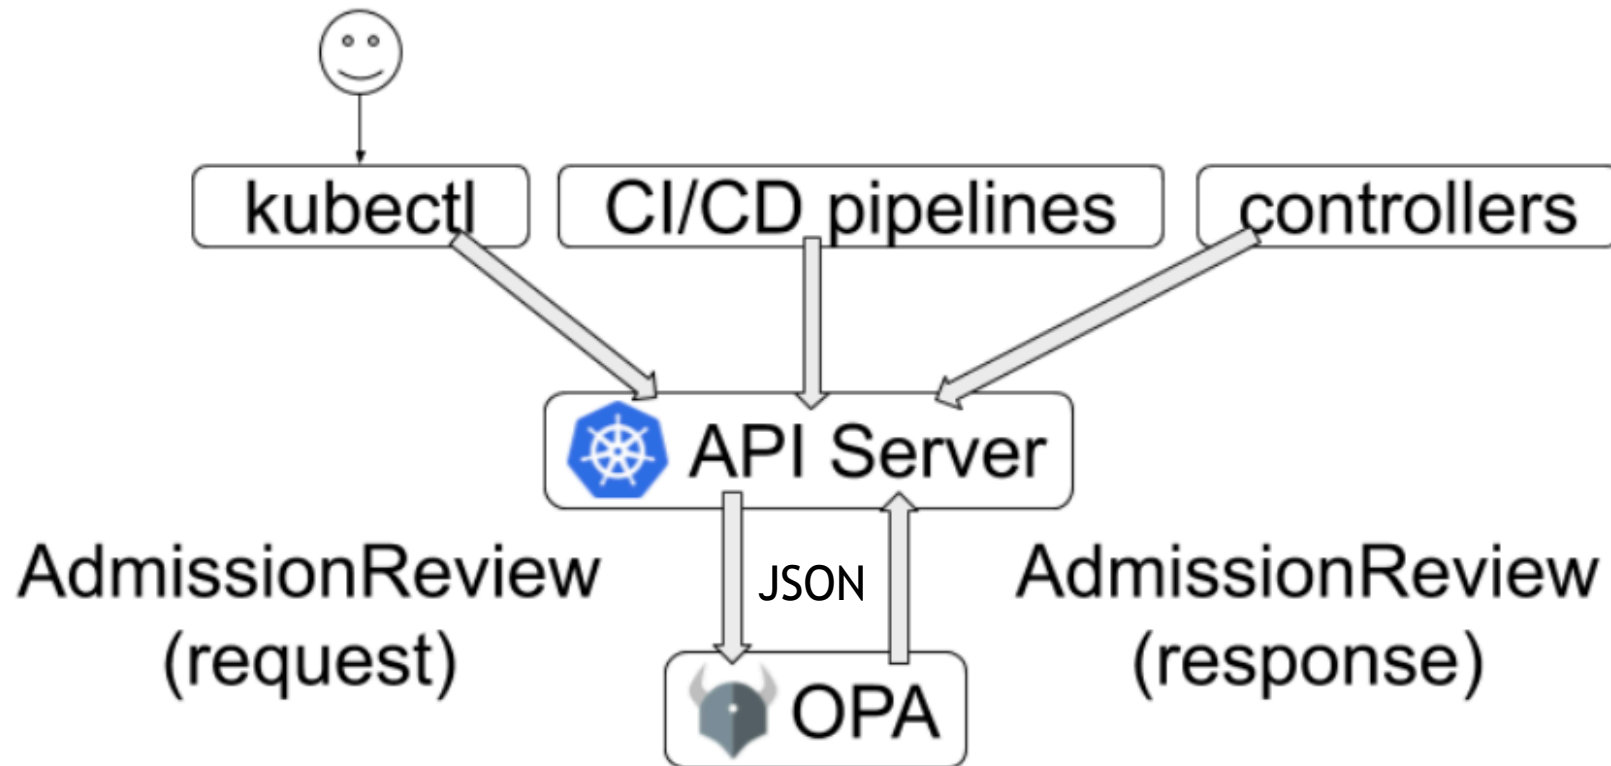 kubectl
CI/CD pipelines
controllers
API Server
AdmissionReview
(request)
JSON
AdmissionReview
(response)
OPA